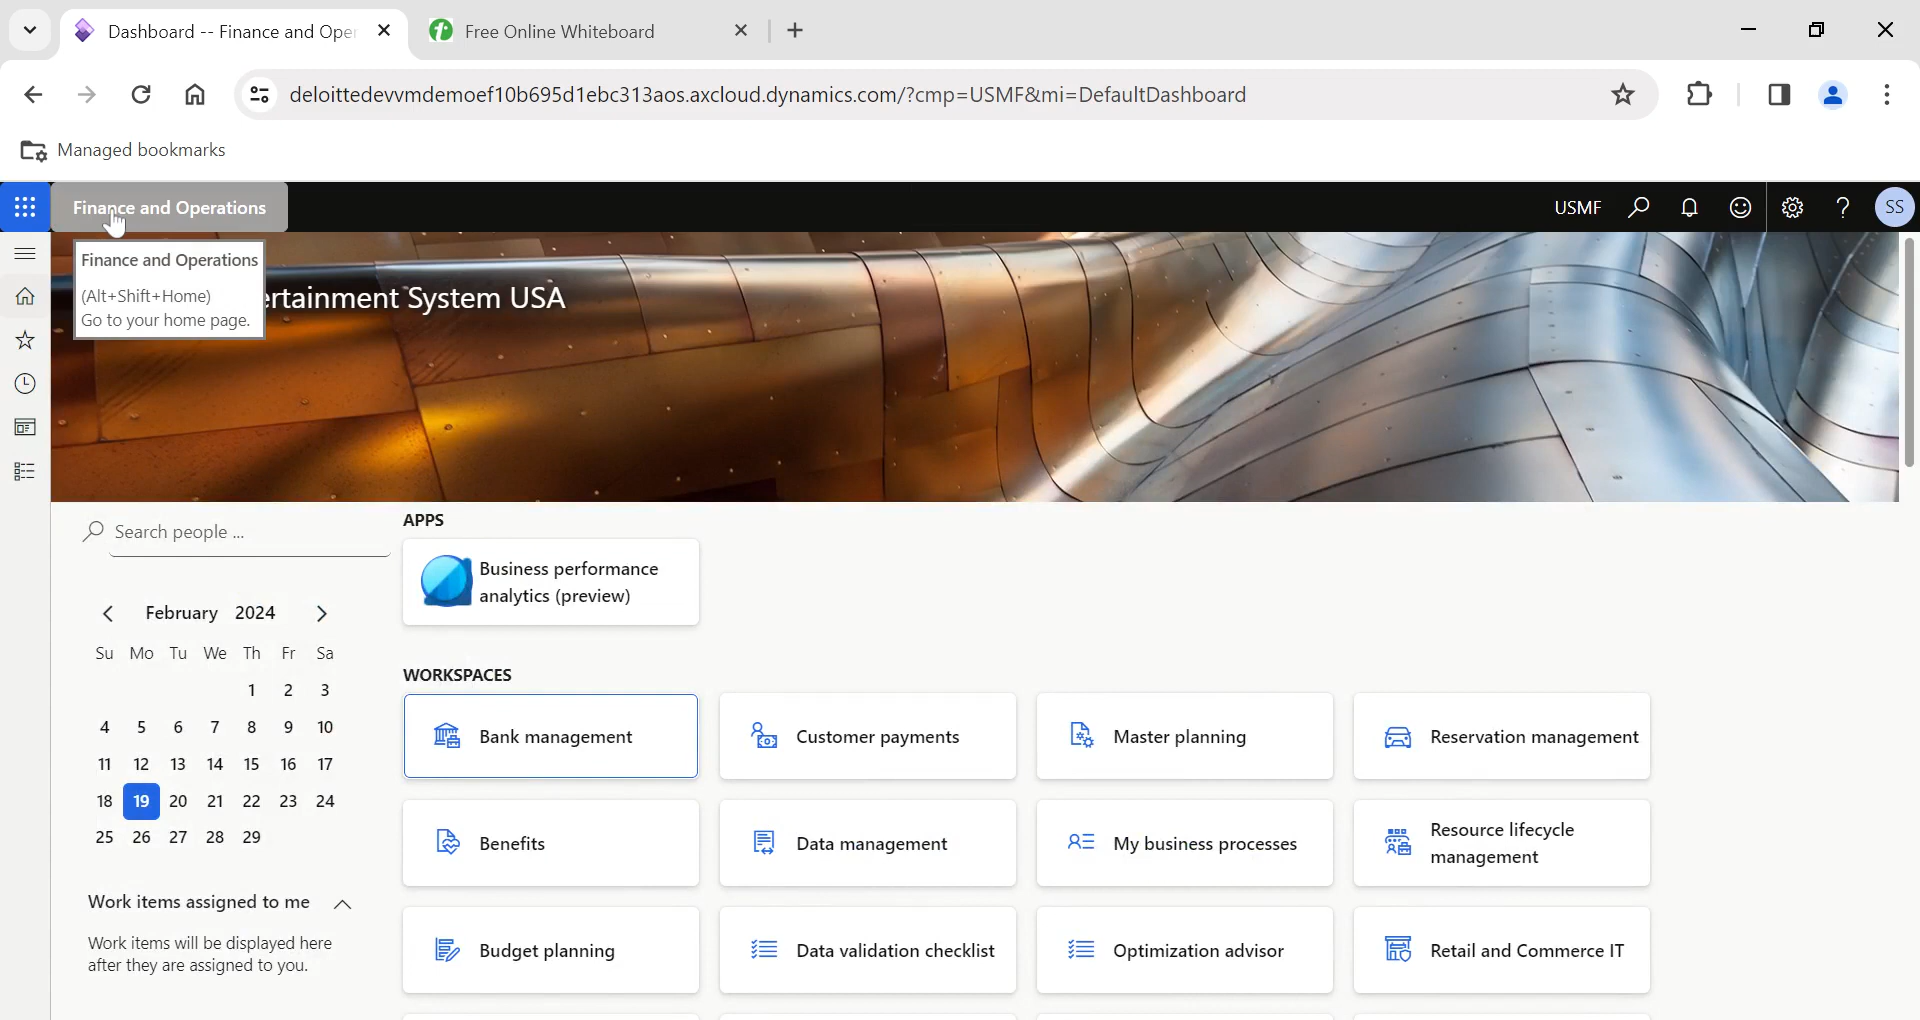 Dashboard -- Finance and Oper
Free Online Whiteboard
deloittedevvmdemoef10b695d1ebc313aos.axcloud.dynamics.com/?cmp=USMF&mi=DefaultDashboard
Managed bookmarks
Finance and Operations
USMF
?
SS
Finance and Operations
(Alt+Shift+Home)
Go to your home page.
ertainment System USA
Search people ...
February 2024
Su Mo Tu We Th Fr Sa
1 2 3
4 5 6 7 8 9 10
11 12 13 14 15 16 17
18 19 20 21 22 23 24
25 26 27 28 29
Work items assigned to me
Work items will be displayed here
after they are assigned to you.
APPS
Business performance
analytics (preview)
WORKSPACES
Bank management
Customer payments
Master planning
Reservation management
Benefits
Data management
My business processes
Resource lifecycle
management
Budget planning
Data validation checklist
Optimization advisor
Retail and Commerce IT